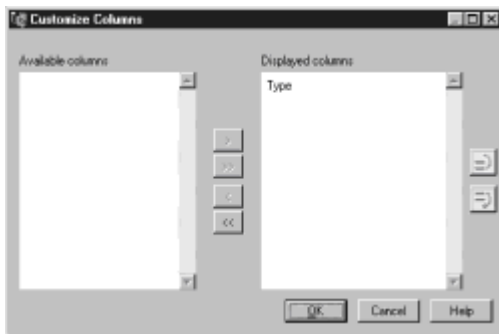 Customize Columns
Available columns
Displayed columns
Type
>
>>
<
<<
OK
Cancel
Help